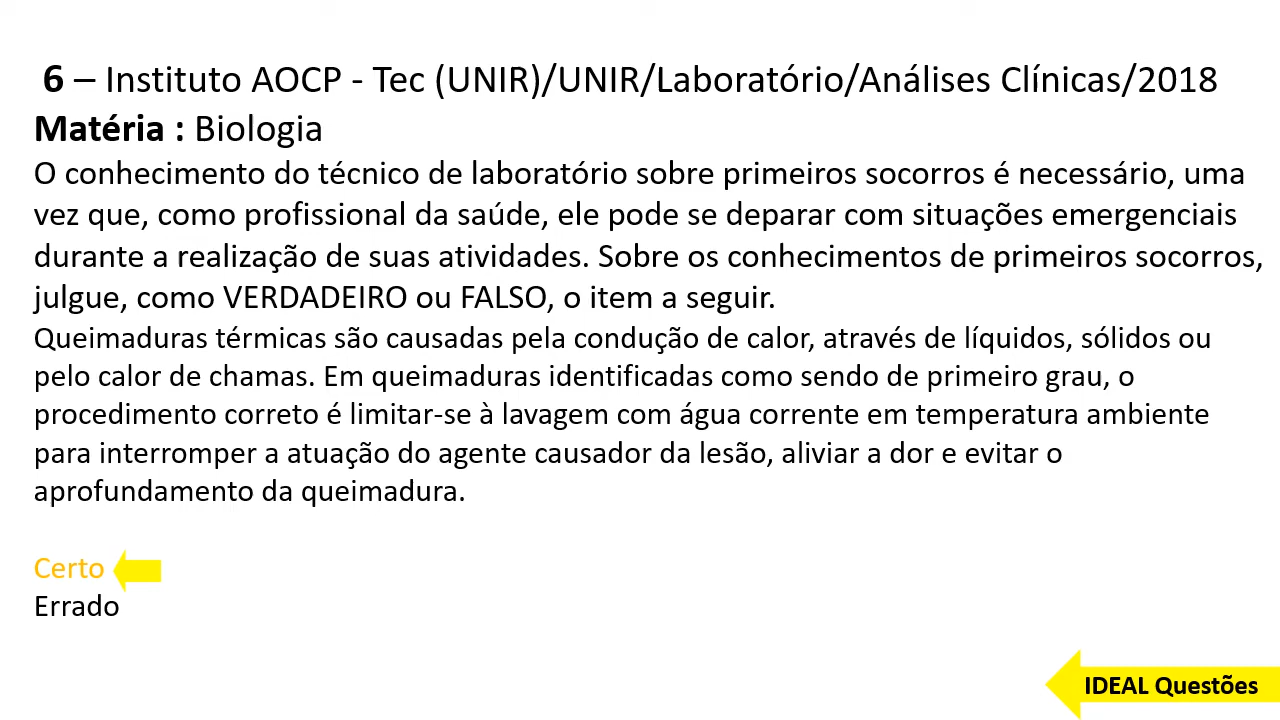 6 – Instituto AOCP - Tec (UNIR)/UNIR/Laboratório/Análises Clínicas/2018
Matéria : Biologia
O conhecimento do técnico de laboratório sobre primeiros socorros é necessário, uma
vez que, como profissional da saúde, ele pode se deparar com situações emergenciais
durante a realização de suas atividades. Sobre os conhecimentos de primeiros socorros,
julgue, como VERDADEIRO ou FALSO, o item a seguir.
Queimaduras térmicas são causadas pela condução de calor, através de líquidos, sólidos ou
pelo calor de chamas. Em queimaduras identificadas como sendo de primeiro grau, o
procedimento correto é limitar-se à lavagem com água corrente em temperatura ambiente
para interromper a atuação do agente causador da lesão, aliviar a dor e evitar o
aprofundamento da queimadura.
Certo
Errado
IDEAL Questões